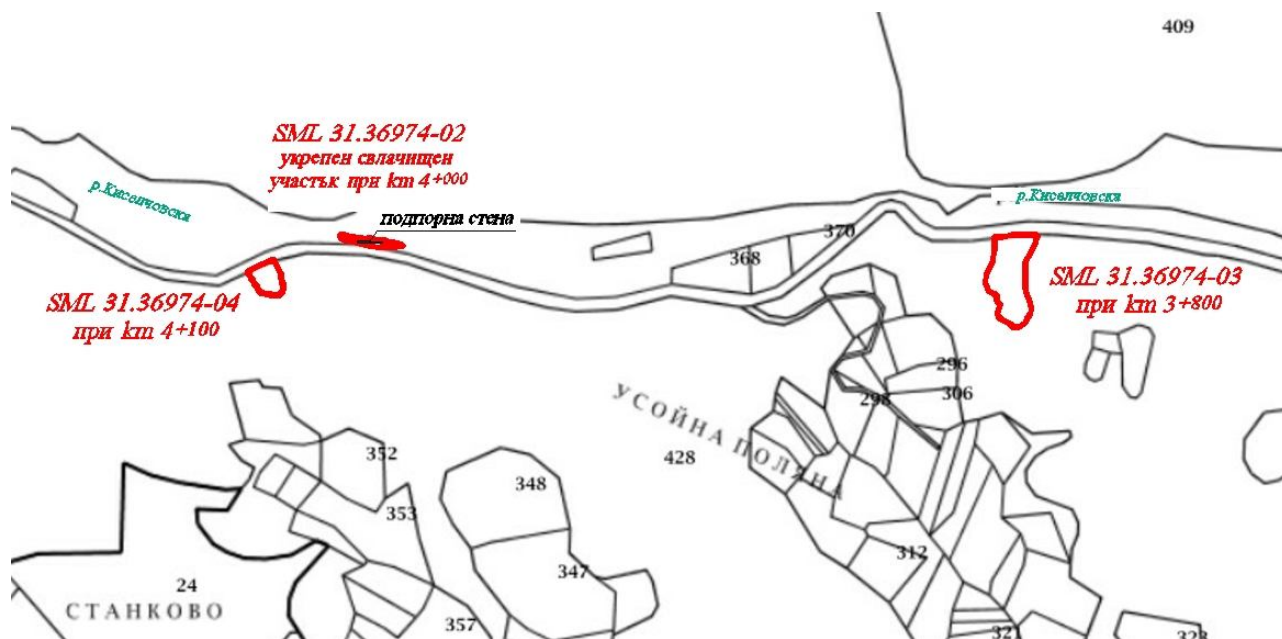 409
SML 31.36974-02
укрепен свлачищен
участък при km 4+000
р.Киселчовска
р.Киселчовска
подпорна стена
370
368
SML 31.36974-04
при km 4+100
SML 31.36974-03
при km 3+800
296
298
306
УСОЙНА ПОЛЯНА
428
352
348
353
312
347
24
СТАНКОВО
357